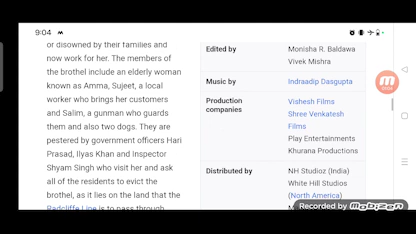 9:04
or disowned by their families and
now work for her. The members of
the brothel include an elderly woman
known as Amma, Sujeet, a local
worker who brings her customers
and Salim, a gunman who guards
them and also two dogs. They are
pestered by government officers Hari
Prasad, Ilyas Khan and Inspector
Shyam Singh who visit her and ask
all of the residents to evict the
brothel, as it lies on the land that the
Radcliffe Line is to pass through
Edited by
Monisha R. Baldawa
Vivek Mishra
Music by
Indraadip Dasgupta
Production
companies
Vishesh Films
Shree Venkatesh
Films
Play Entertainments
Khurana Productions
Distributed by
NH Studioz (India)
White Hill Studios
(North America)
Recorded by Mobizen